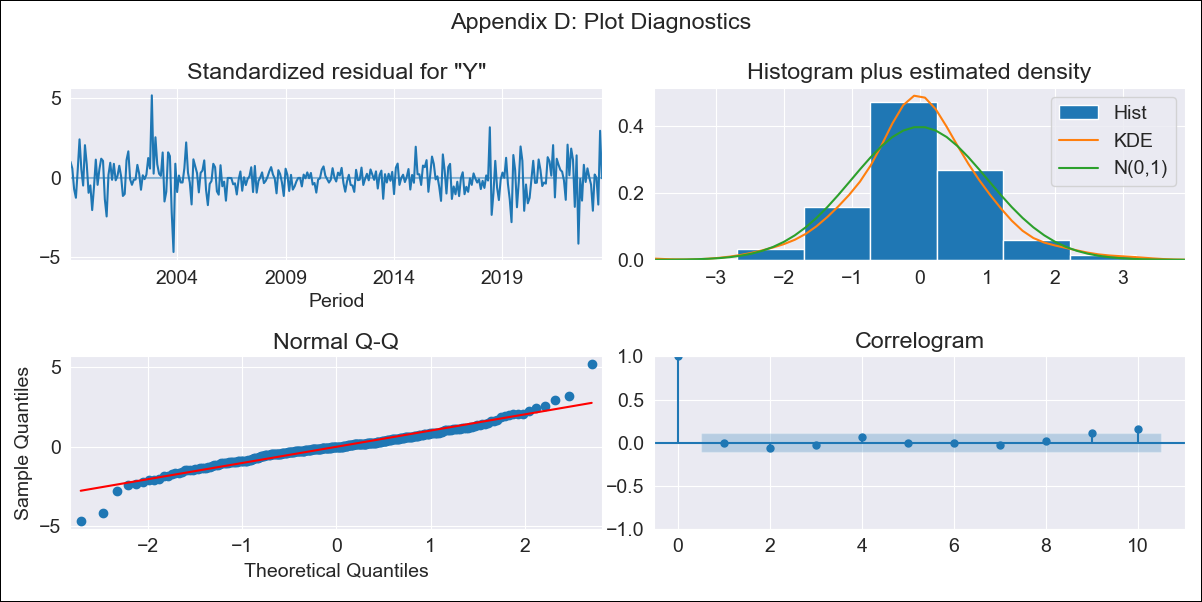 Appendix D: Plot Diagnostics
Standardized residual for "Y"
5
0
−5
2004 2009 2014 2019
Period
Histogram plus estimated density
0.4
0.2
0.0
Hist
KDE
N(0,1)
−3 −2 −1 0 1 2 3
Normal Q-Q
Sample Quantiles
5
0
−5
−2 −1 0 1 2
Theoretical Quantiles
Correlogram
1.0
0.5
0.0
−0.5
−1.0
0 2 4 6 8 10